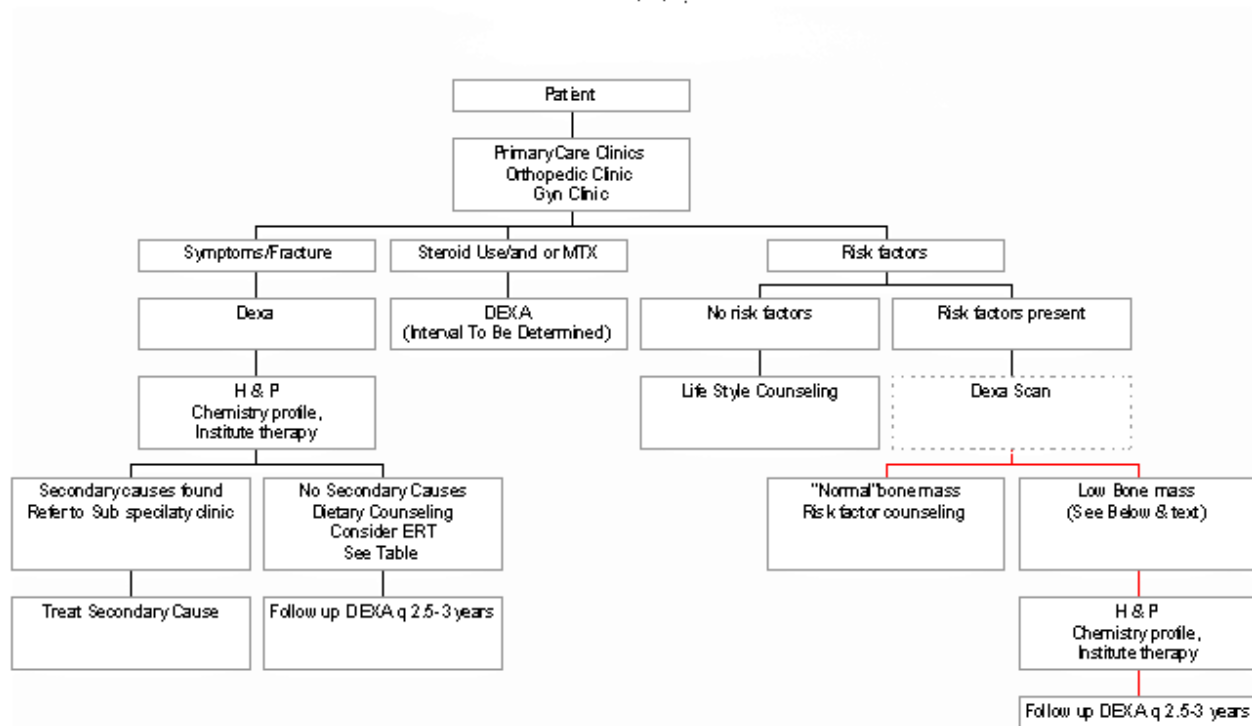 Patient
Primary Care Clinics
Orthopedic Clinic
Gyn Clinic
Symptoms/Fracture
Steroid Use/and or MTX
Risk factors
Dexa
DEXA
(Interval To Be Determined)
No risk factors
Risk factors present
H & P
Chemistry profile,
Institute therapy
Life Style Counseling
Dexa Scan
Secondary causes found
Refer to Sub specilaty clinic
No Secondary Causes
Dietary Counseling
Consider ERT
See Table
"Normal" bone mass
Risk factor counseling
Low Bone mass
(See Below & text)
Treat Secondary Cause
Follow up DEXA q 2.5-3 years
H & P
Chemistry profile,
Institute therapy
Follow up DEXA q 2.5-3 years